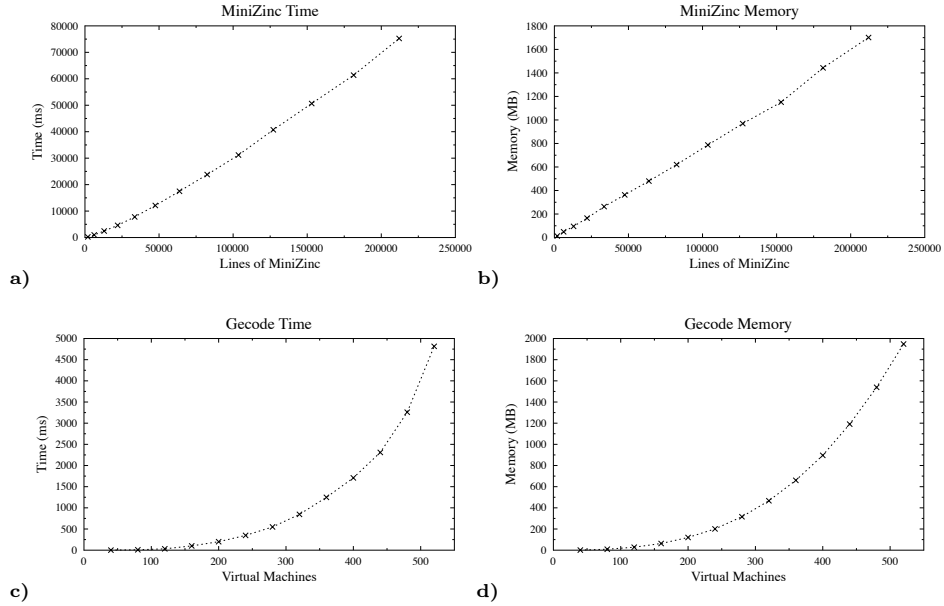 MiniZinc Time
80000
70000
60000
50000
40000
30000
20000
10000
0
Time (ms)
0 50000 100000 150000 200000 250000
Lines of MiniZinc
a)
MiniZinc Memory
1800
1600
1400
1200
1000
800
600
400
200
0
Memory (MB)
0 50000 100000 150000 200000 250000
Lines of MiniZinc
b)
Gecode Time
5000
4500
4000
3500
3000
2500
2000
1500
1000
500
0
Time (ms)
0 100 200 300 400 500
Virtual Machines
c)
Gecode Memory
2000
1800
1600
1400
1200
1000
800
600
400
200
0
Memory (MB)
0 100 200 300 400 500
Virtual Machines
d)